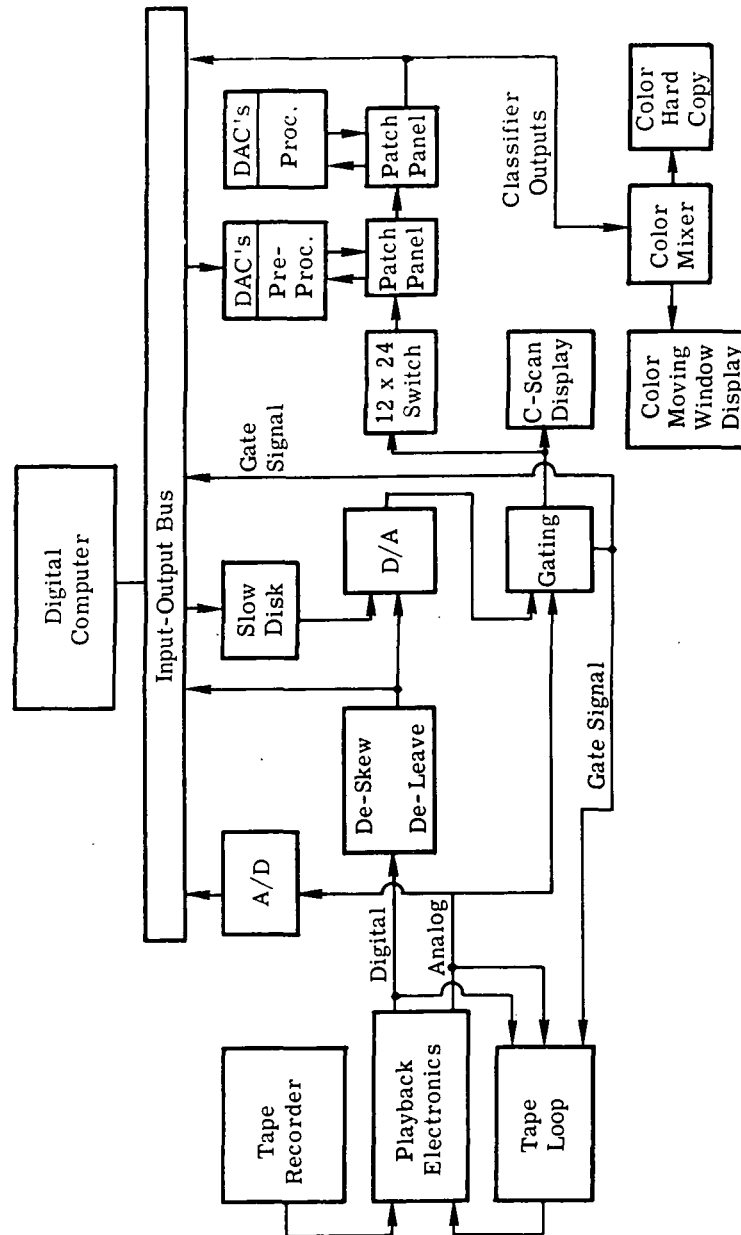 Digital
Computer
Input-Output Bus
Tape
Recorder
Playback
Electronics
Tape
Loop
Digital
Analog
A/D
De-Skew
De-Leave
Slow
Disk
D/A
Gate
Signal
Gating
Gate Signal
C-Scan
Display
12 x 24
Switch
DAC's
Pre-
Proc.
Patch
Panel
DAC's
Proc.
Patch
Panel
Classifier
Outputs
Color
Moving
Window
Display
Color
Mixer
Color
Hard
Copy